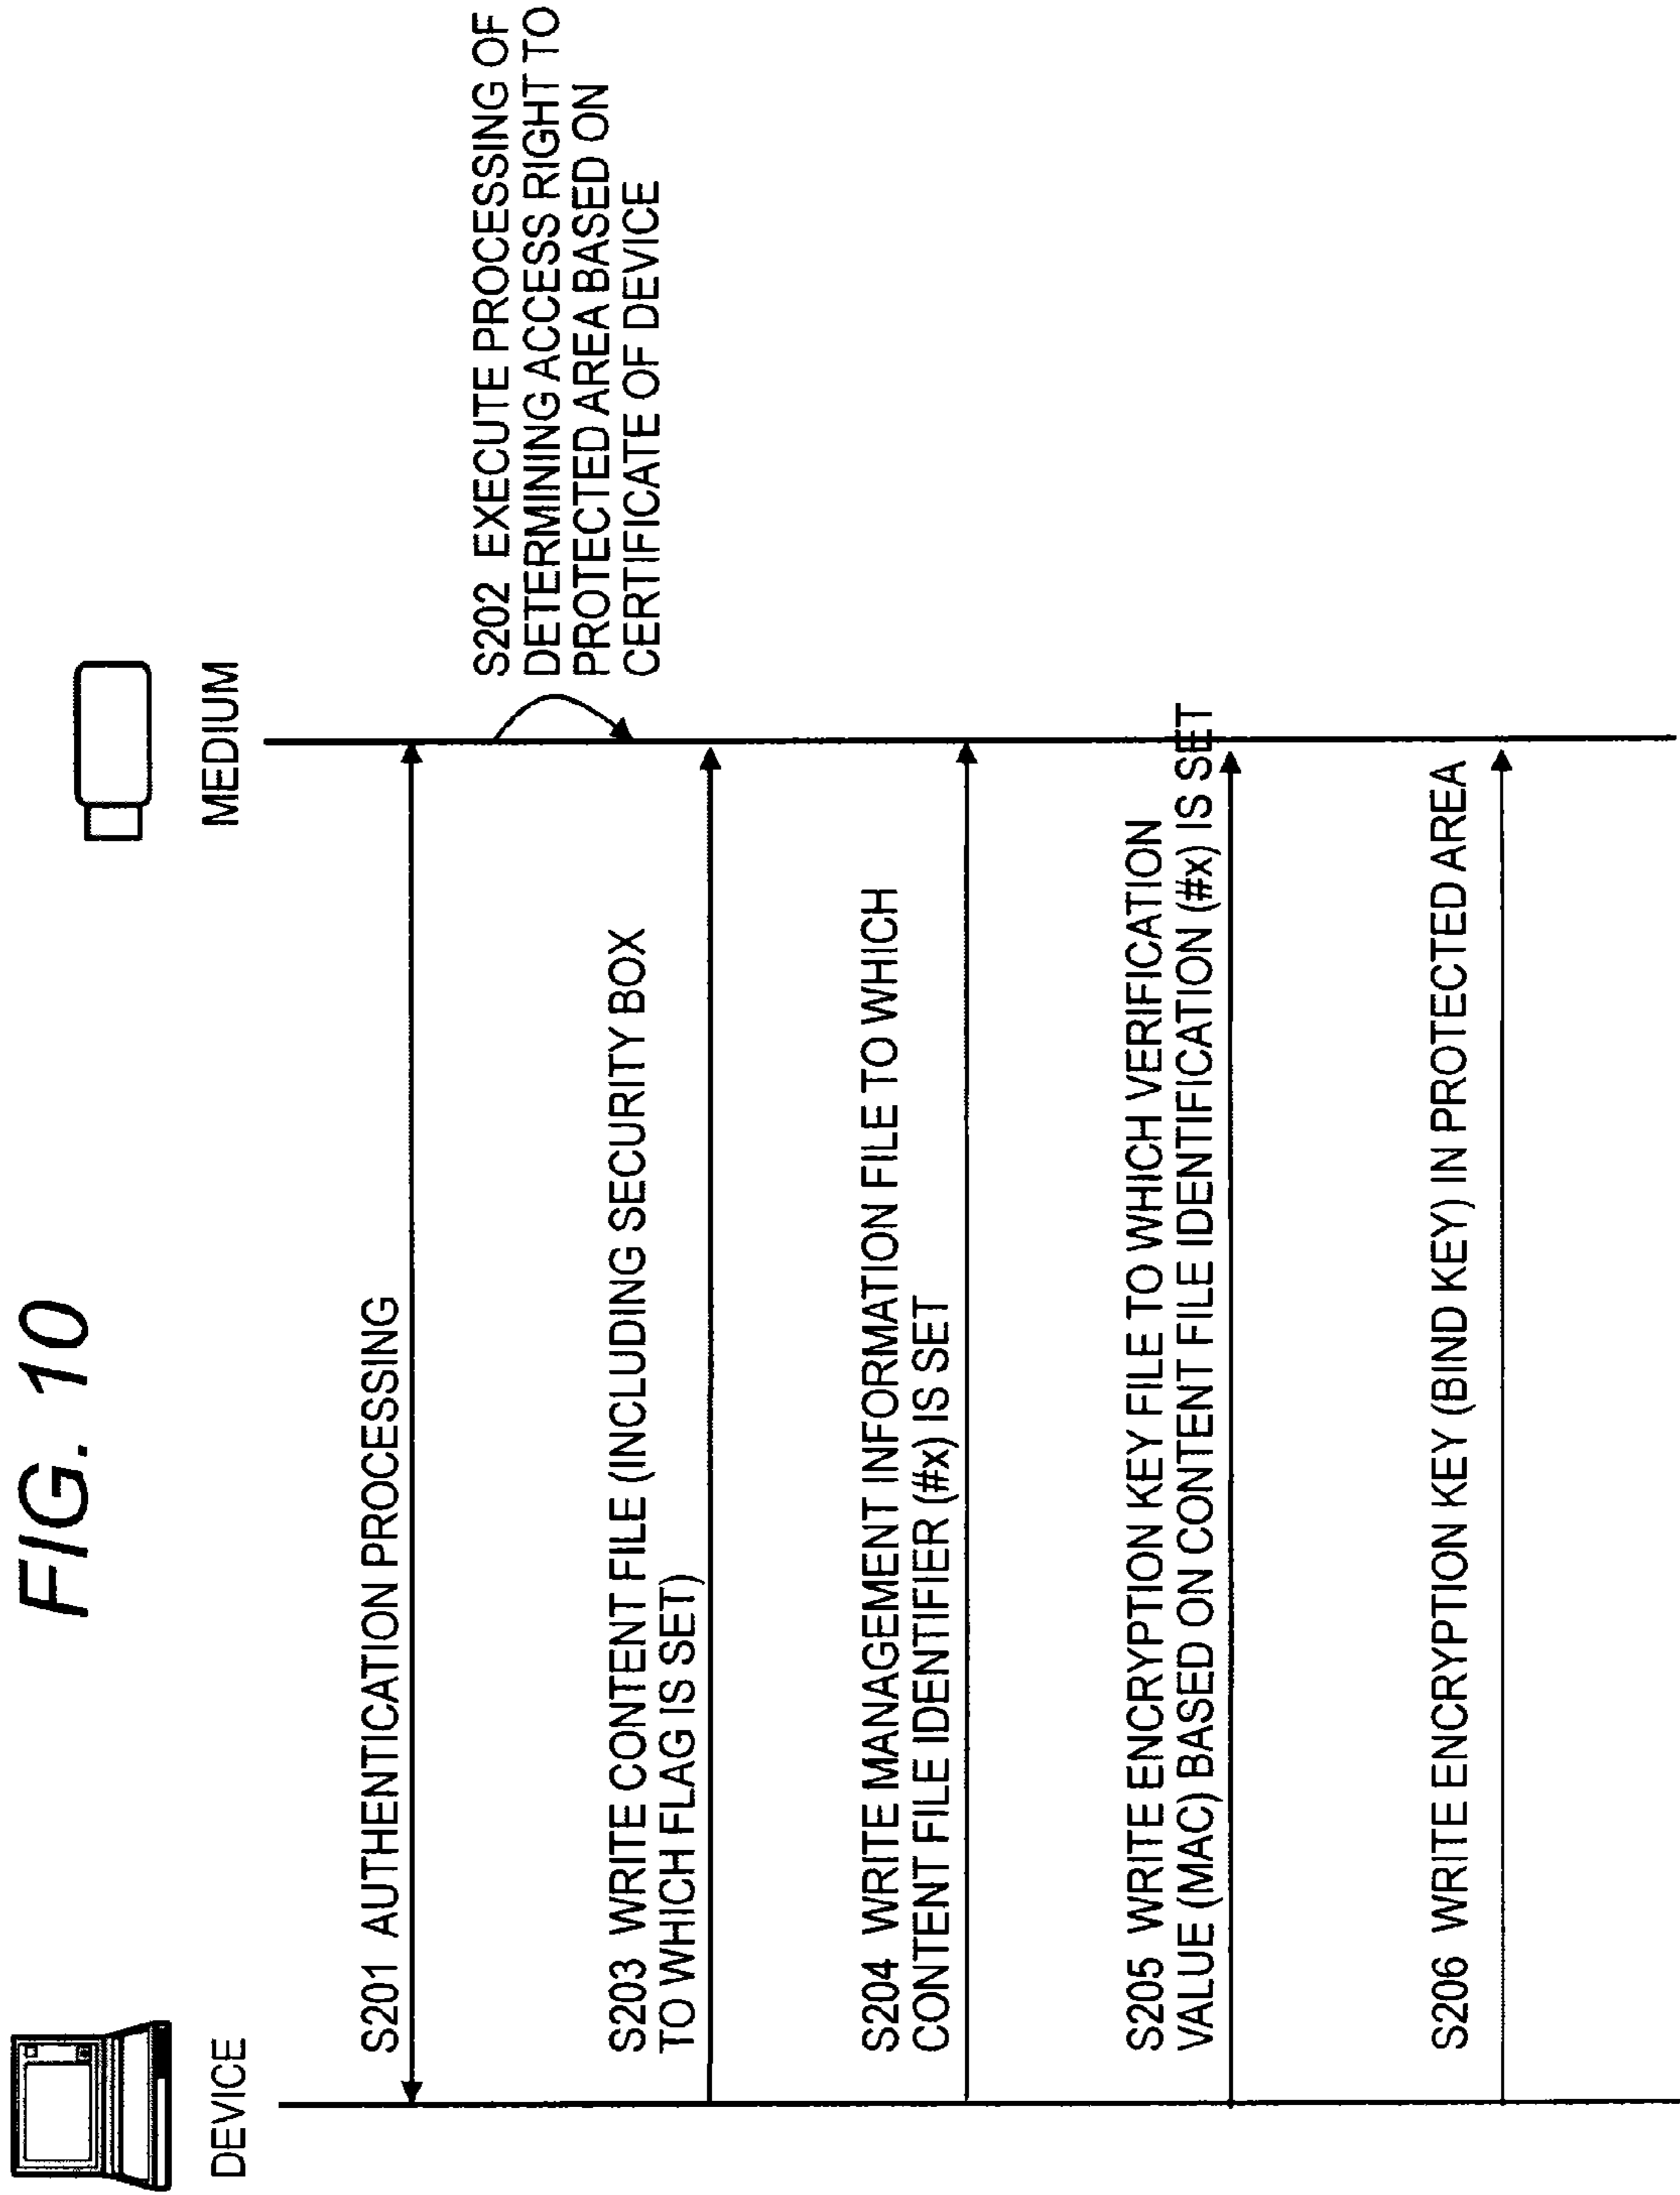 FIG. 10
DEVICE
MEDIUM
S201 AUTHENTICATION PROCESSING
S202 EXECUTE PROCESSING OF
DETERMINING ACCESS RIGHT TO
PROTECTED AREA BASED ON
CERTIFICATE OF DEVICE
S203 WRITE CONTENT FILE (INCLUDING SECURITY BOX
TO WHICH FLAG IS SET)
S204 WRITE MANAGEMENT INFORMATION FILE TO WHICH
CONTENT FILE IDENTIFIER (#x) IS SET
S205 WRITE ENCRYPTION KEY FILE TO WHICH VERIFICATION
VALUE (MAC) BASED ON CONTENT FILE IDENTIFICATION (#x) IS SET
S206 WRITE ENCRYPTION KEY (BIND KEY) IN PROTECTED AREA